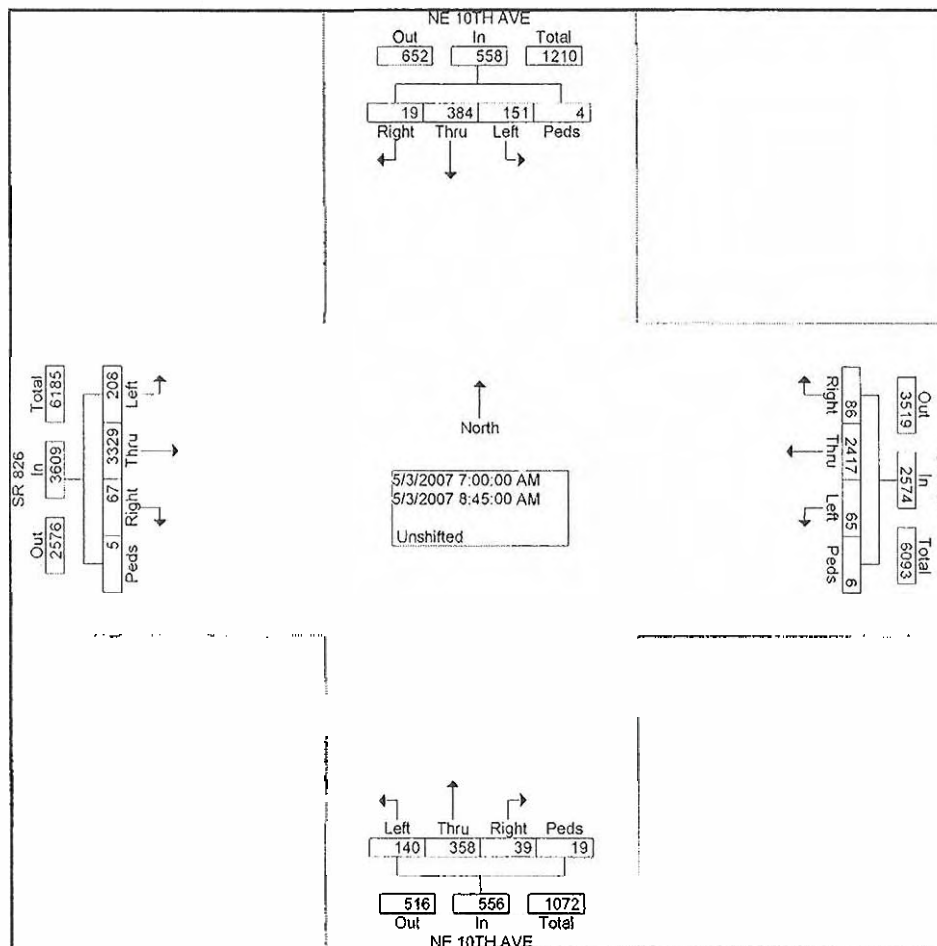 NE 10TH AVE
Out In Total
652 558 1210
19 384 151 4
Right Thru Left Peds
SR 826
Out In Total
2576 3609 6185
5 67 3329 208
Peds Right Thru Left
North
5/3/2007 7:00:00 AM
5/3/2007 8:45:00 AM
Unshifted
Right Thru Left Peds
86 2417 65 6
Out In Total
3519 2574 6093
Left Thru Right Peds
140 358 39 19
516 556 1072
Out In Total
NE 10TH AVE